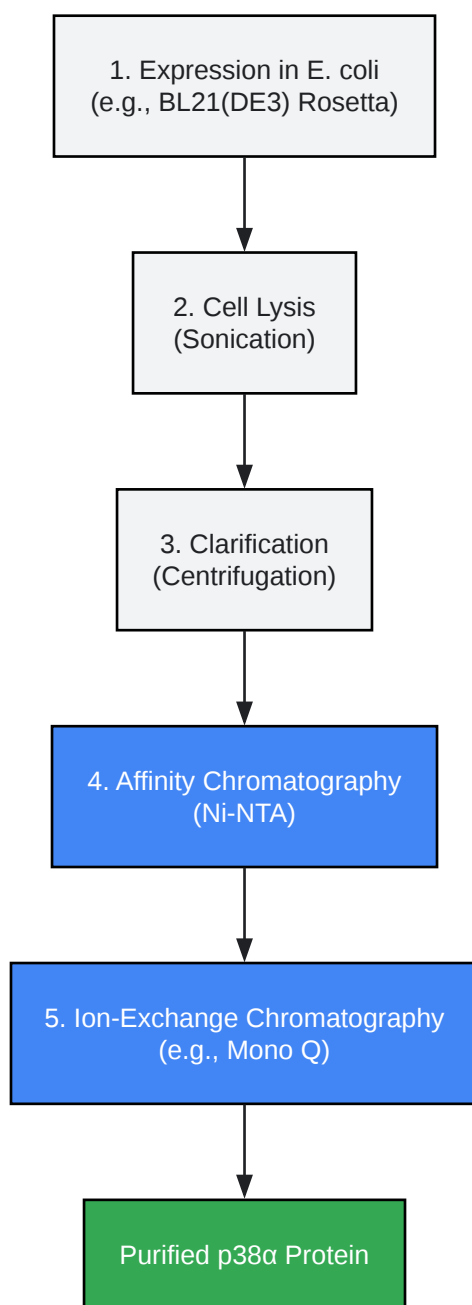 1. Expression in E. coli
(e.g., BL21(DE3) Rosetta)
2. Cell Lysis
(Sonication)
3. Clarification
(Centrifugation)
4. Affinity Chromatography
(Ni-NTA)
5. Ion-Exchange Chromatography
(e.g., Mono Q)
Purified p38α Protein